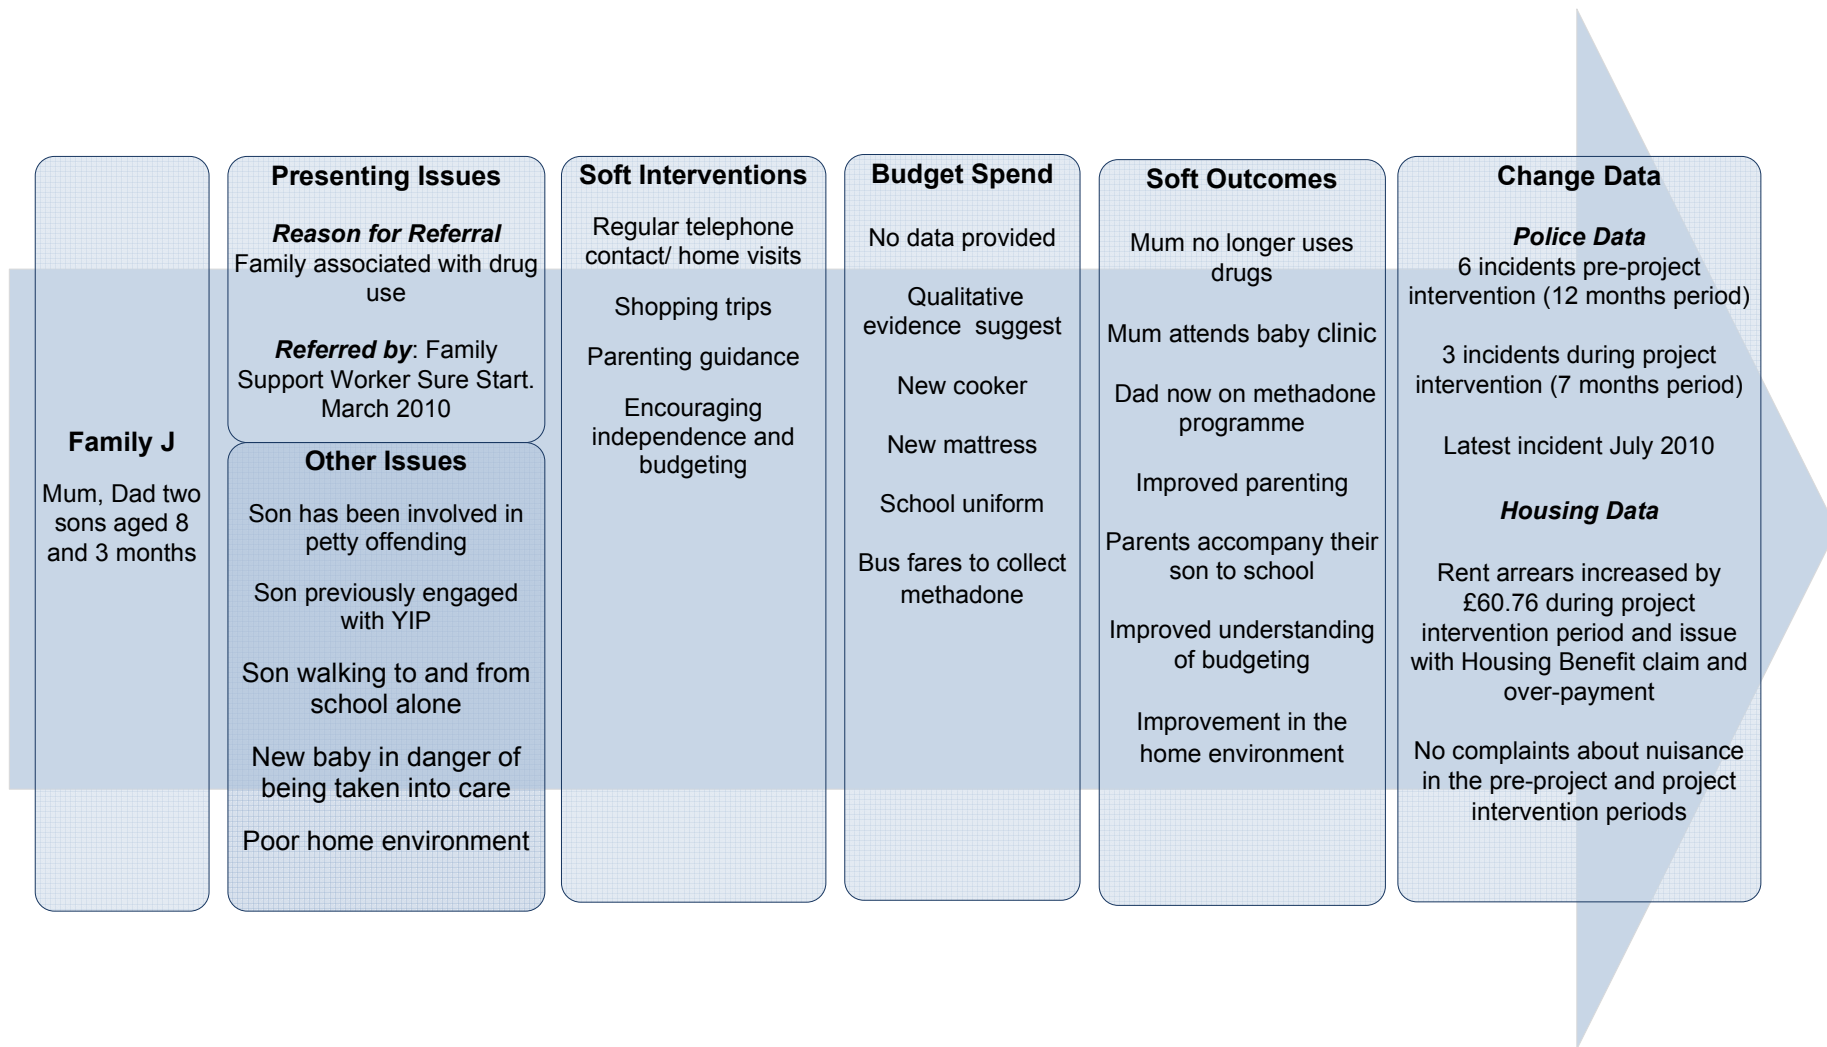 Family J
Mum, Dad two
sons aged 8
and 3 months
Presenting Issues
Reason for Referral
Family associated with drug
use
Referred by: Family
Support Worker Sure Start.
March 2010
Other Issues
Son has been involved in
petty offending
Son previously engaged
with YIP
Son walking to and from
school alone
New baby in danger of
being taken into care
Poor home environment
Soft Interventions
Regular telephone
contact/ home visits
Shopping trips
Parenting guidance
Encouraging
independence and
budgeting
Budget Spend
No data provided
Qualitative
evidence suggest
New cooker
New mattress
School uniform
Bus fares to collect
methadone
Soft Outcomes
Mum no longer uses
drugs
Mum attends baby clinic
Dad now on methadone
programme
Improved parenting
Parents accompany their
son to school
Improved understanding
of budgeting
Improvement in the
home environment
Change Data
Police Data
6 incidents pre-project
intervention (12 months period)
3 incidents during project
intervention (7 months period)
Latest incident July 2010
Housing Data
Rent arrears increased by
£60.76 during project
intervention period and issue
with Housing Benefit claim and
over-payment
No complaints about nuisance
in the pre-project and project
intervention periods